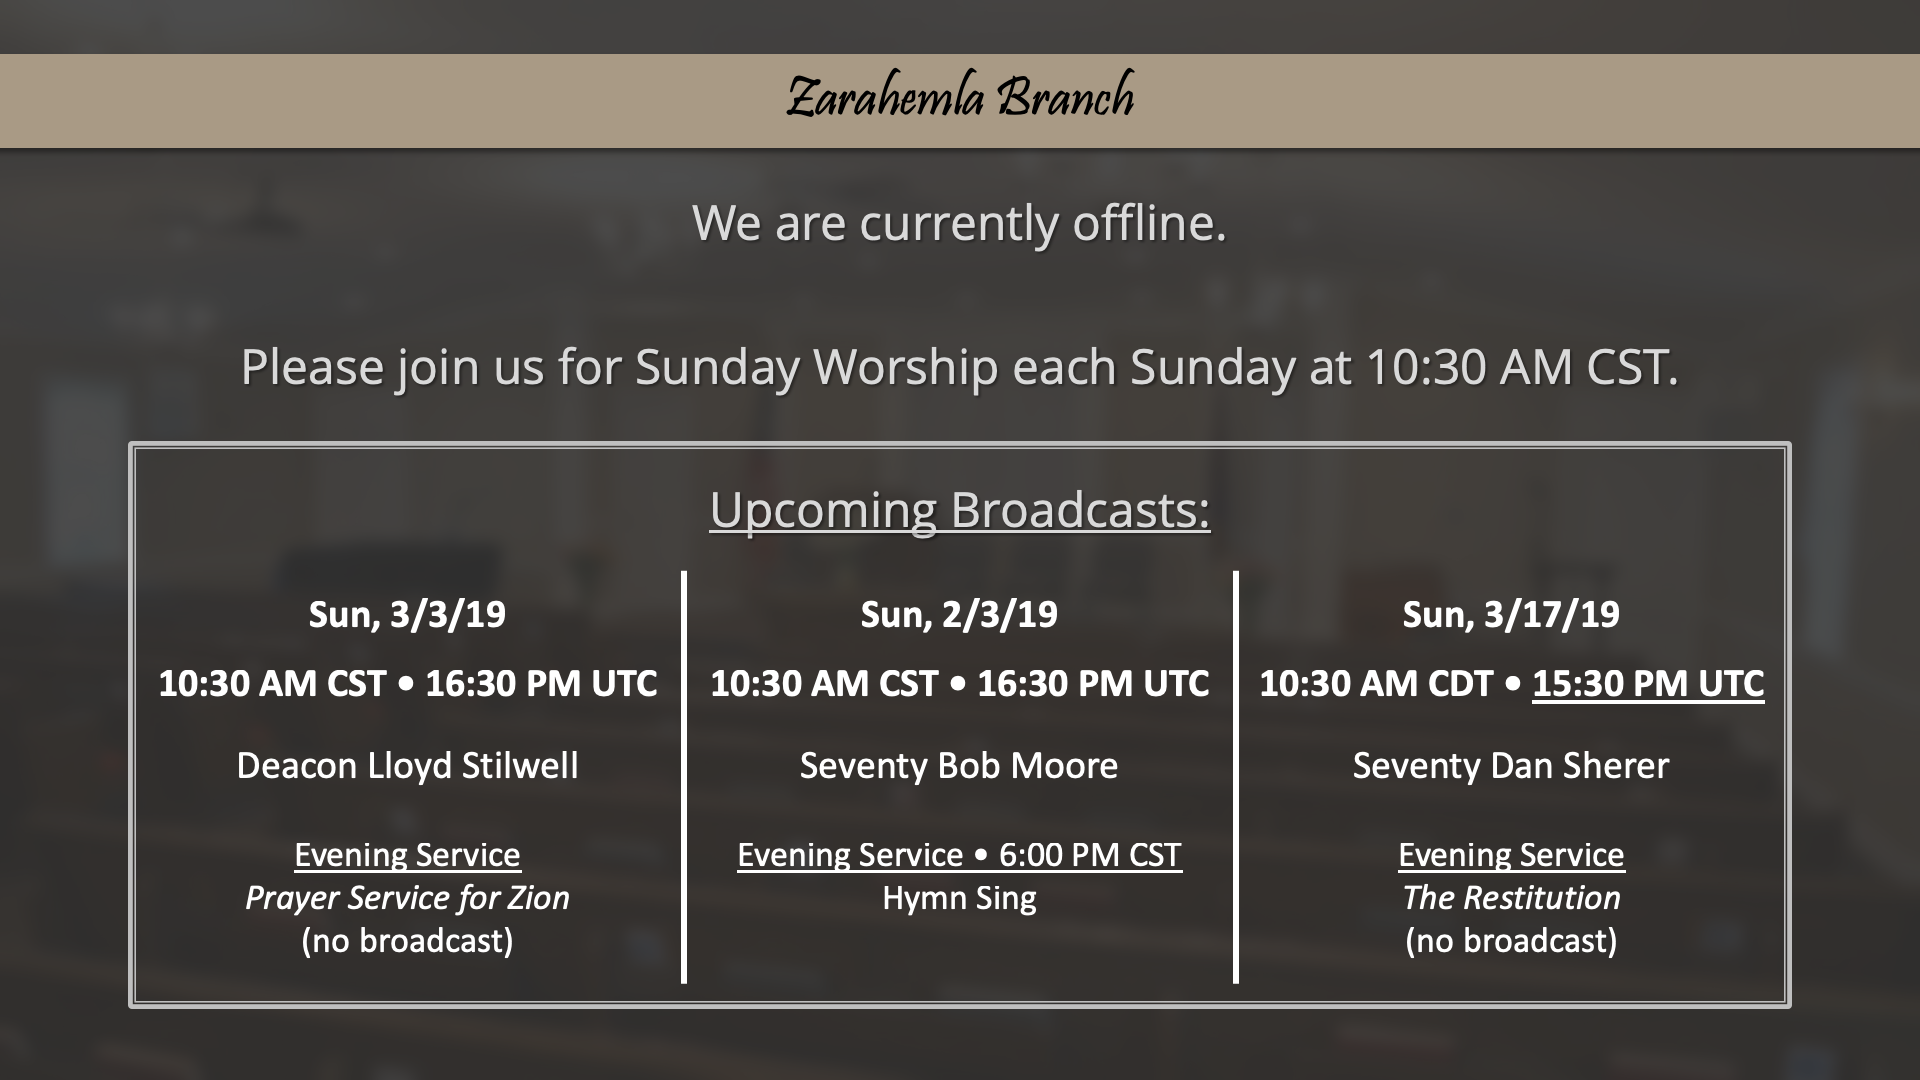 Zarahemla Branch
We are currently offline.
Please join us for Sunday Worship each Sunday at 10:30 AM CST.
Upcoming Broadcasts:
Sun, 3/3/19
10:30 AM CST • 16:30 PM UTC
Deacon Lloyd Stilwell
Evening Service
Prayer Service for Zion
(no broadcast)
Sun, 2/3/19
10:30 AM CST • 16:30 PM UTC
Seventy Bob Moore
Evening Service • 6:00 PM CST
Hymn Sing
Sun, 3/17/19
10:30 AM CDT • 15:30 PM UTC
Seventy Dan Sherer
Evening Service
The Restitution
(no broadcast)